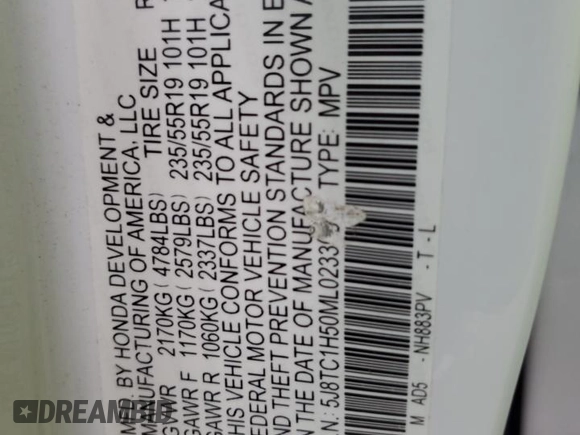 MFD. BY HONDA DEVELOPMENT &
MANUFACTURING OF AMERICA, LLC
GVWR 2170KG(4784LBS) TIRE SIZE R
GAWR F 1170KG(2579LBS) 235/55R19 101H
GAWR R 1060KG(2337LBS) 235/55R19 101H
THIS VEHICLE CONFORMS TO ALL APPLICA
FEDERAL MOTOR VEHICLE SAFETY
AND THEFT PREVENTION STANDARDS IN E
ON THE DATE OF MANUFACTURE SHOWN A
.N.: 5J8TC1H50ML0233 TYPE: MPV
M AD5 - NH883PV - T - L
DREAMBID